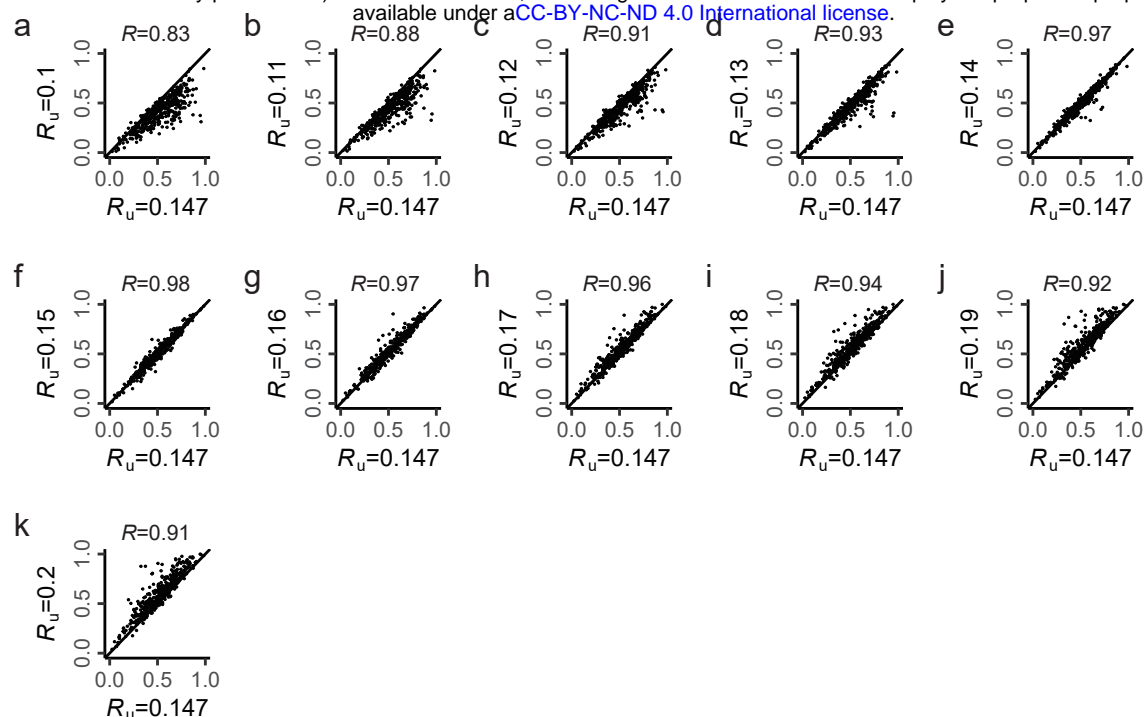 available under aCC-BY-NC-ND 4.0 International license.
a
R=0.83
Ru=0.1
0.0 0.5 1.0
0.0 0.5 1.0
Ru=0.147
b
R=0.88
Ru=0.11
0.0 0.5 1.0
0.0 0.5 1.0
Ru=0.147
c
R=0.91
Ru=0.12
0.0 0.5 1.0
0.0 0.5 1.0
Ru=0.147
d
R=0.93
Ru=0.13
0.0 0.5 1.0
0.0 0.5 1.0
Ru=0.147
e
R=0.97
Ru=0.14
0.0 0.5 1.0
0.0 0.5 1.0
Ru=0.147
f
R=0.98
Ru=0.15
0.0 0.5 1.0
0.0 0.5 1.0
Ru=0.147
g
R=0.97
Ru=0.16
0.0 0.5 1.0
0.0 0.5 1.0
Ru=0.147
h
R=0.96
Ru=0.17
0.0 0.5 1.0
0.0 0.5 1.0
Ru=0.147
i
R=0.94
Ru=0.18
0.0 0.5 1.0
0.0 0.5 1.0
Ru=0.147
j
R=0.92
Ru=0.19
0.0 0.5 1.0
0.0 0.5 1.0
Ru=0.147
k
R=0.91
Ru=0.2
0.0 0.5 1.0
0.0 0.5 1.0
Ru=0.147